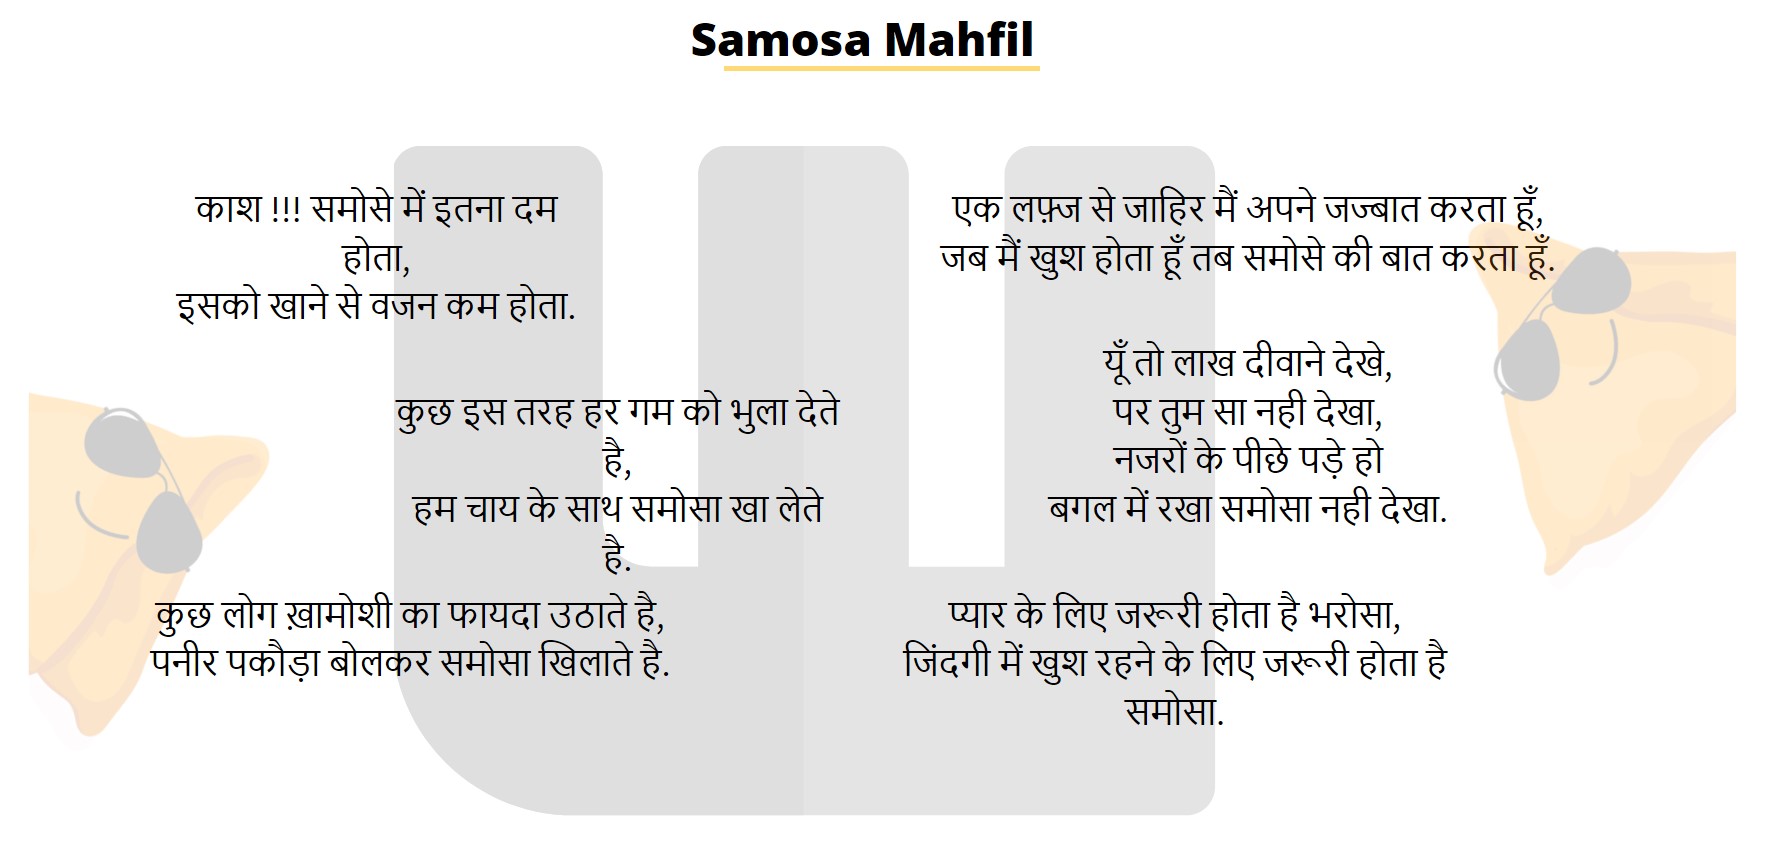 Samosa Mahfil
काश !!! समोसे में इतना दम
होता,
इसको खाने से वजन कम होता.
कुछ इस तरह हर गम को भुला देते
है,
हम चाय के साथ समोसा खा लेते
है.
कुछ लोग ख़ामोशी का फायदा उठाते है,
पनीर पकौड़ा बोलकर समोसा खिलाते है.
एक लफ़्ज से जाहिर मैं अपने जज्बात करता हूँ,
जब मैं खुश होता हूँ तब समोसे की बात करता हूँ.
यूँ तो लाख दीवाने देखे,
पर तुम सा नही देखा,
नजरों के पीछे पड़े हो
बगल में रखा समोसा नही देखा.
प्यार के लिए जरूरी होता है भरोसा,
जिंदगी में खुश रहने के लिए जरूरी होता है
समोसा.